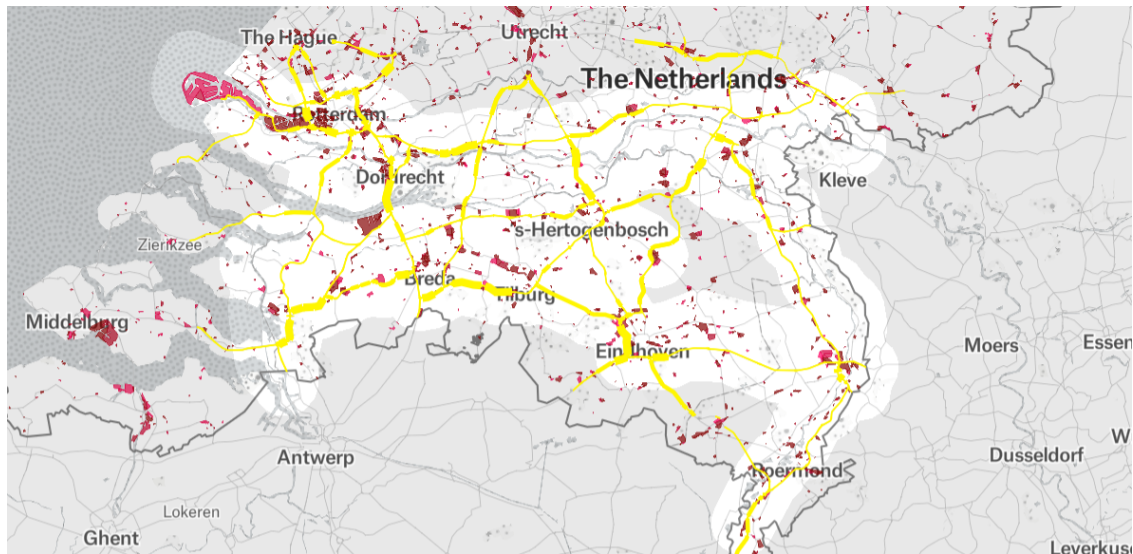 The Hague
Utrecht
The Netherlands
Rotterdam
Dordrecht
Kleve
Zierikzee
s-Hertogenbosch
Breda
Tilburg
Middelburg
Eindhoven
Moers
Essen
Roermond
Antwerp
Dusseldorf
W
Lokeren
Ghent
Leverkus